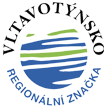 VLTAVOTÝNSKO
REGIONÁLNÍ ZNAČKA